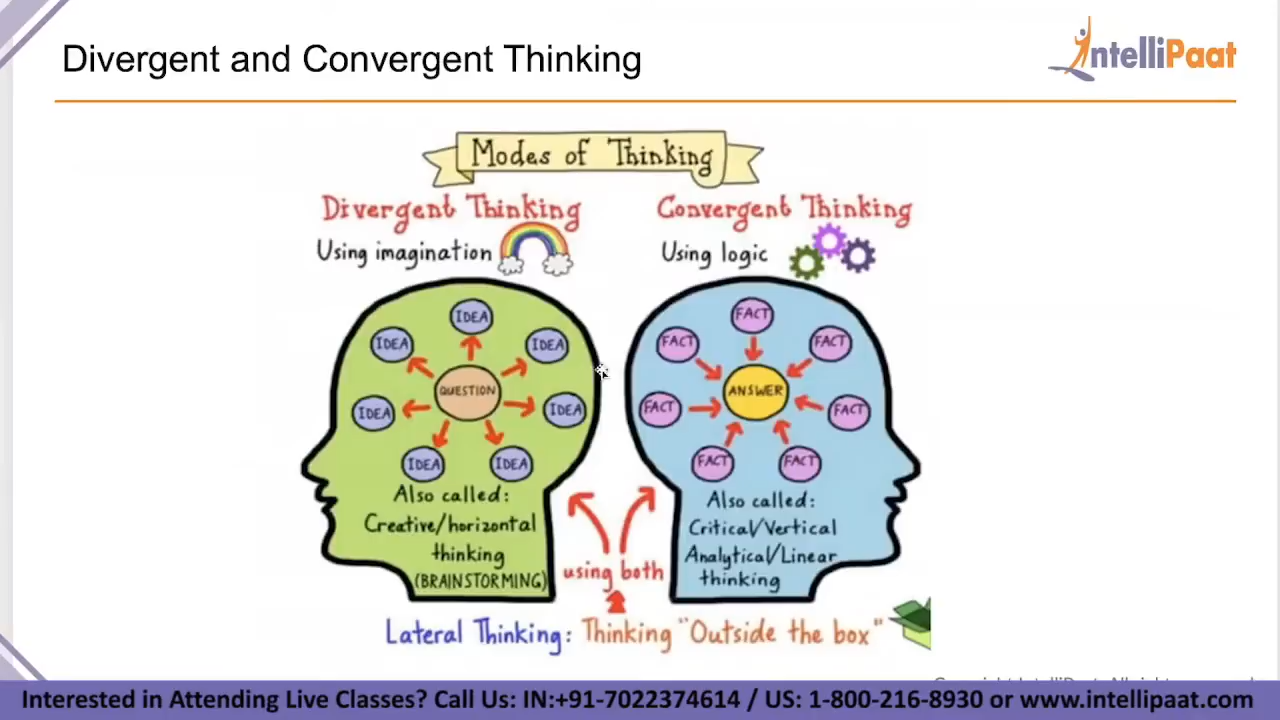 Divergent and Convergent Thinking
IntelliPaat
Modes of Thinking
Divergent Thinking
Using imagination
IDEA
IDEA
IDEA
IDEA
QUESTION
IDEA
IDEA
IDEA
Also called:
Creative/horizontal
thinking
(BRAINSTORMING)
Convergent Thinking
Using logic
FACT
FACT
FACT
FACT
ANSWER
FACT
FACT
FACT
Also called:
Critical/Vertical
Analytical/Linear
thinking
using both
Lateral Thinking: Thinking "Outside the box"
Interested in Attending Live Classes? Call Us: IN:+91-7022374614 / US: 1-800-216-8930 or www.intellipaat.com